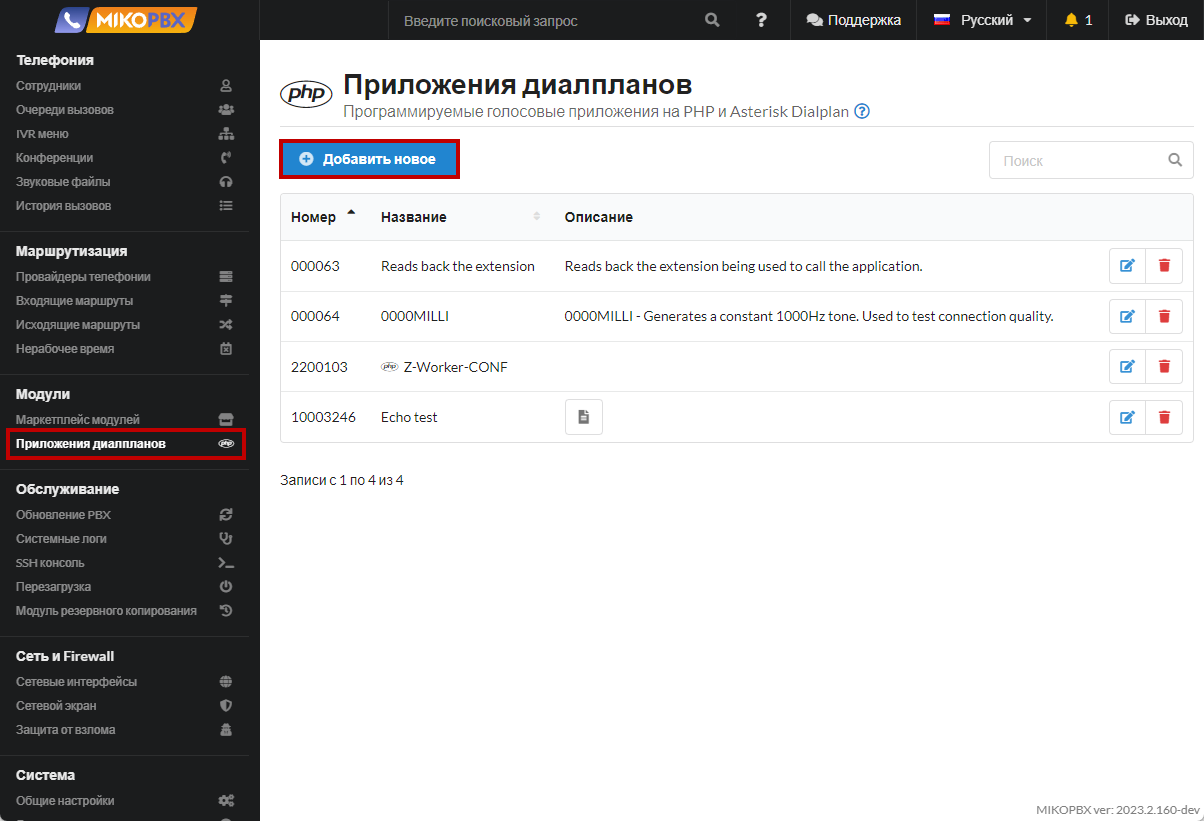 MIKOPBX
Введите поисковый запрос
?
Поддержка
Русский
1
Выход
Телефония
Сотрудники
Очереди вызовов
IVR меню
Конференции
Звуковые файлы
История вызовов
Маршрутизация
Провайдеры телефонии
Входящие маршруты
Исходящие маршруты
Нерабочее время
Модули
Маркетплейс модулей
Приложения диалпланов php
Обслуживание
Обновление PBX
Системные логи
SSH консоль
Перезагрузка
Модуль резервного копирования
Сеть и Firewall
Сетевые интерфейсы
Сетевой экран
Защита от взлома
Система
Общие настройки
php
Приложения диалпланов
Программируемые голосовые приложения на PHP и Asterisk Dialplan ?
Добавить новое
Поиск
Номер Название Описание
000063 Reads back the extension Reads back the extension being used to call the application.
000064 0000MILLI 0000MILLI - Generates a constant 1000Hz tone. Used to test connection quality.
2200103 php Z-Worker-CONF
10003246 Echo test
Записи с 1 по 4 из 4
MIKOPBX ver: 2023.2.160-dev